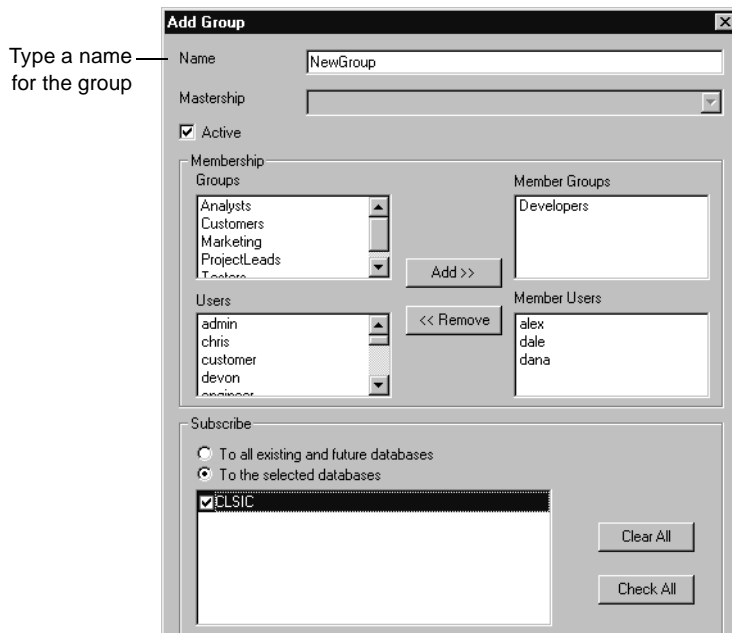 Add Group
Type a name
for the group
Name
NewGroup
Mastership
Active
Membership
Groups
Analysts
Customers
Marketing
ProjectLeads
Testers
Add >>
Member Groups
Developers
Users
admin
chris
customer
devon
engineer
<< Remove
Member Users
alex
dale
dana
Subscribe
To all existing and future databases
To the selected databases
CLSIC
Clear All
Check All